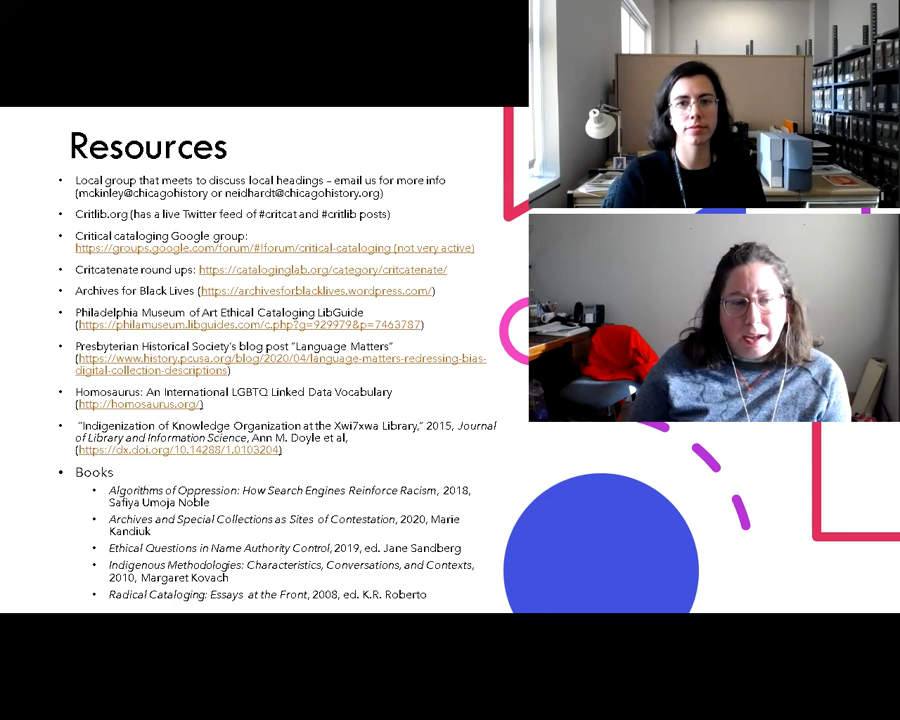 Resources
• Local group that meets to discuss local headings – email us for more info
(mckinley@chicagohistory or neidhardt@chicagohistory.org)
• Critlib.org (has a live Twitter feed of #critcat and #critlib posts)
• Critical cataloging Google group:
https://groups.google.com/forum/#!forum/critical-cataloging (not very active)
• Critcatenate round ups: https://cataloginglab.org/category/critcatenate/
• Archives for Black Lives (https://archivesforblacklives.wordpress.com/)
• Philadelphia Museum of Art Ethical Cataloging LibGuide
(https://philamuseum.libguides.com/c.php?g=929979&p=7463787)
• Presbyterian Historical Society's blog post "Language Matters"
(https://www.history.pcusa.org/blog/2020/04/language-matters-redressing-bias-
digital-collection-descriptions)
• Homosaurus: An International LGBTQ Linked Data Vocabulary
(http://homosaurus.org/)
• "Indigenization of Knowledge Organization at the Xwi7xwa Library," 2015, Journal
of Library and Information Science, Ann M. Doyle et al,
(https://dx.doi.org/10.14288/1.0103204)
• Books
• Algorithms of Oppression: How Search Engines Reinforce Racism, 2018,
Safiya Umoja Noble
• Archives and Special Collections as Sites of Contestation, 2020, Marie
Kandiuk
• Ethical Questions in Name Authority Control, 2019, ed. Jane Sandberg
• Indigenous Methodologies: Characteristics, Conversations, and Contexts,
2010, Margaret Kovach
• Radical Cataloging: Essays at the Front, 2008, ed. K.R. Roberto